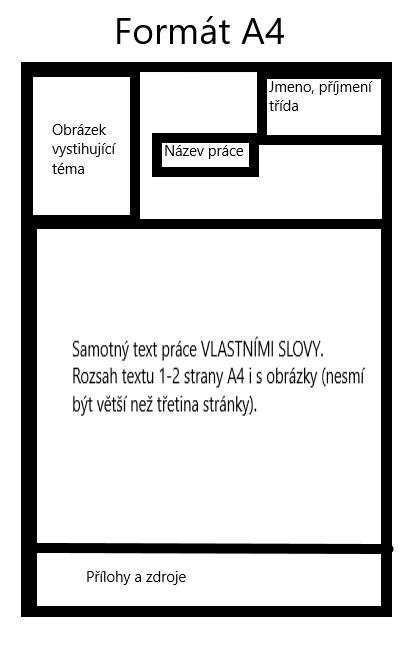 Formát A4
Jmeno, příjmení
třída
Obrázek
vystihující
téma
Název práce
Samotný text práce VLASTNÍMI SLOVY.
Rozsah textu 1-2 strany A4 i s obrázky (nesmí
být větší než třetina stránky).
Přílohy a zdroje